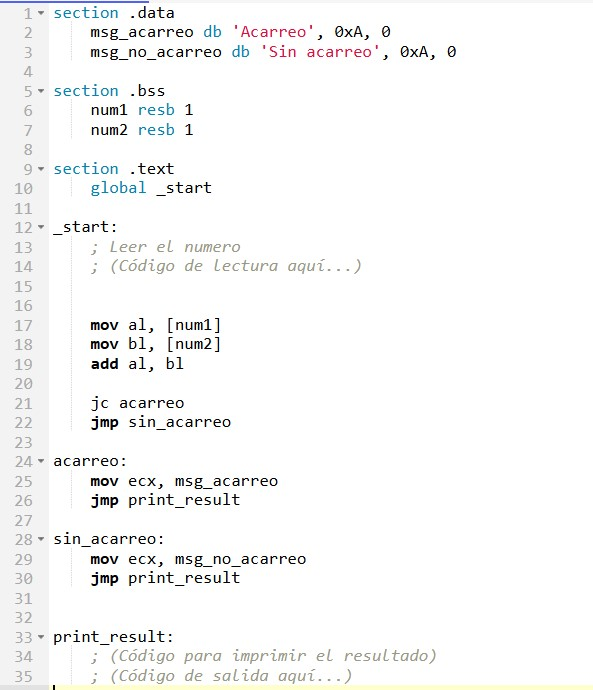 1 section .data
2 msg_acarreo db 'Acarreo', 0xA, 0
3 msg_no_acarreo db 'Sin acarreo', 0xA, 0
4
5 section .bss
6 num1 resb 1
7 num2 resb 1
8
9 section .text
10 global _start
11
12 _start:
13 ; Leer el numero
14 ; (Código de lectura aquí...)
15
16
17 mov al, [num1]
18 mov bl, [num2]
19 add al, bl
20
21 jc acarreo
22 jmp sin_acarreo
23
24 acarreo:
25 mov ecx, msg_acarreo
26 jmp print_result
27
28 sin_acarreo:
29 mov ecx, msg_no_acarreo
30 jmp print_result
31
32
33 print_result:
34 ; (Código para imprimir el resultado)
35 ; (Código de salida aquí...)